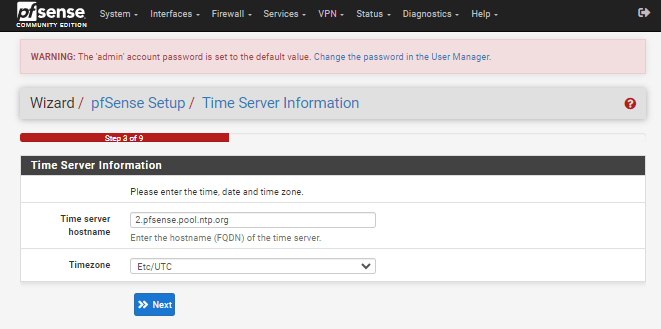 pfsense
COMMUNITY EDITION
System Interfaces Firewall Services VPN Status Diagnostics Help
WARNING: The 'admin' account password is set to the default value. Change the password in the User Manager.
Wizard / pfSense Setup / Time Server Information
Step 3 of 9
Time Server Information
Please enter the time, date and time zone.
Time server hostname
2.pfsense.pool.ntp.org
Enter the hostname (FQDN) of the time server.
Timezone
Etc/UTC
Next